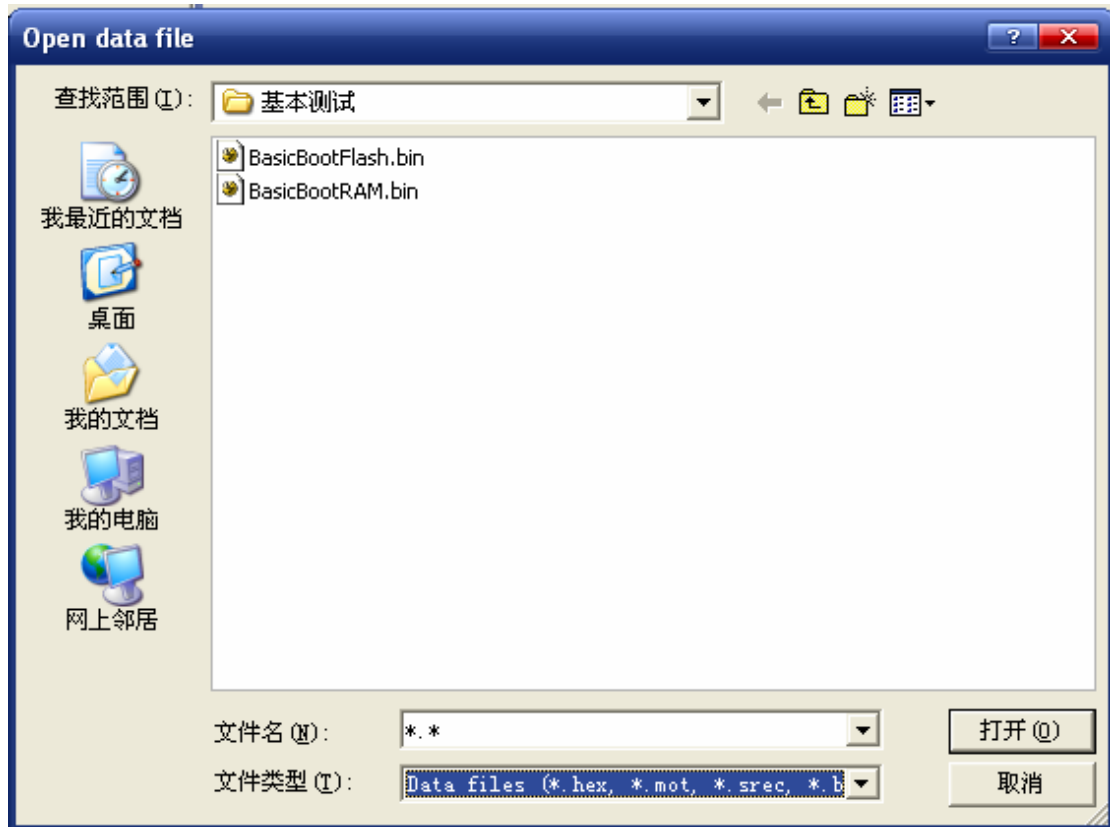 Open data file
查找范围(I):
基本测试
BasicBootFlash.bin
BasicBootRAM.bin
我最近的文档
桌面
我的文档
我的电脑
网上邻居
文件名(N):
*.*
打开(O)
文件类型(T):
Data files (*.hex, *.mot, *.srec, *.b
取消